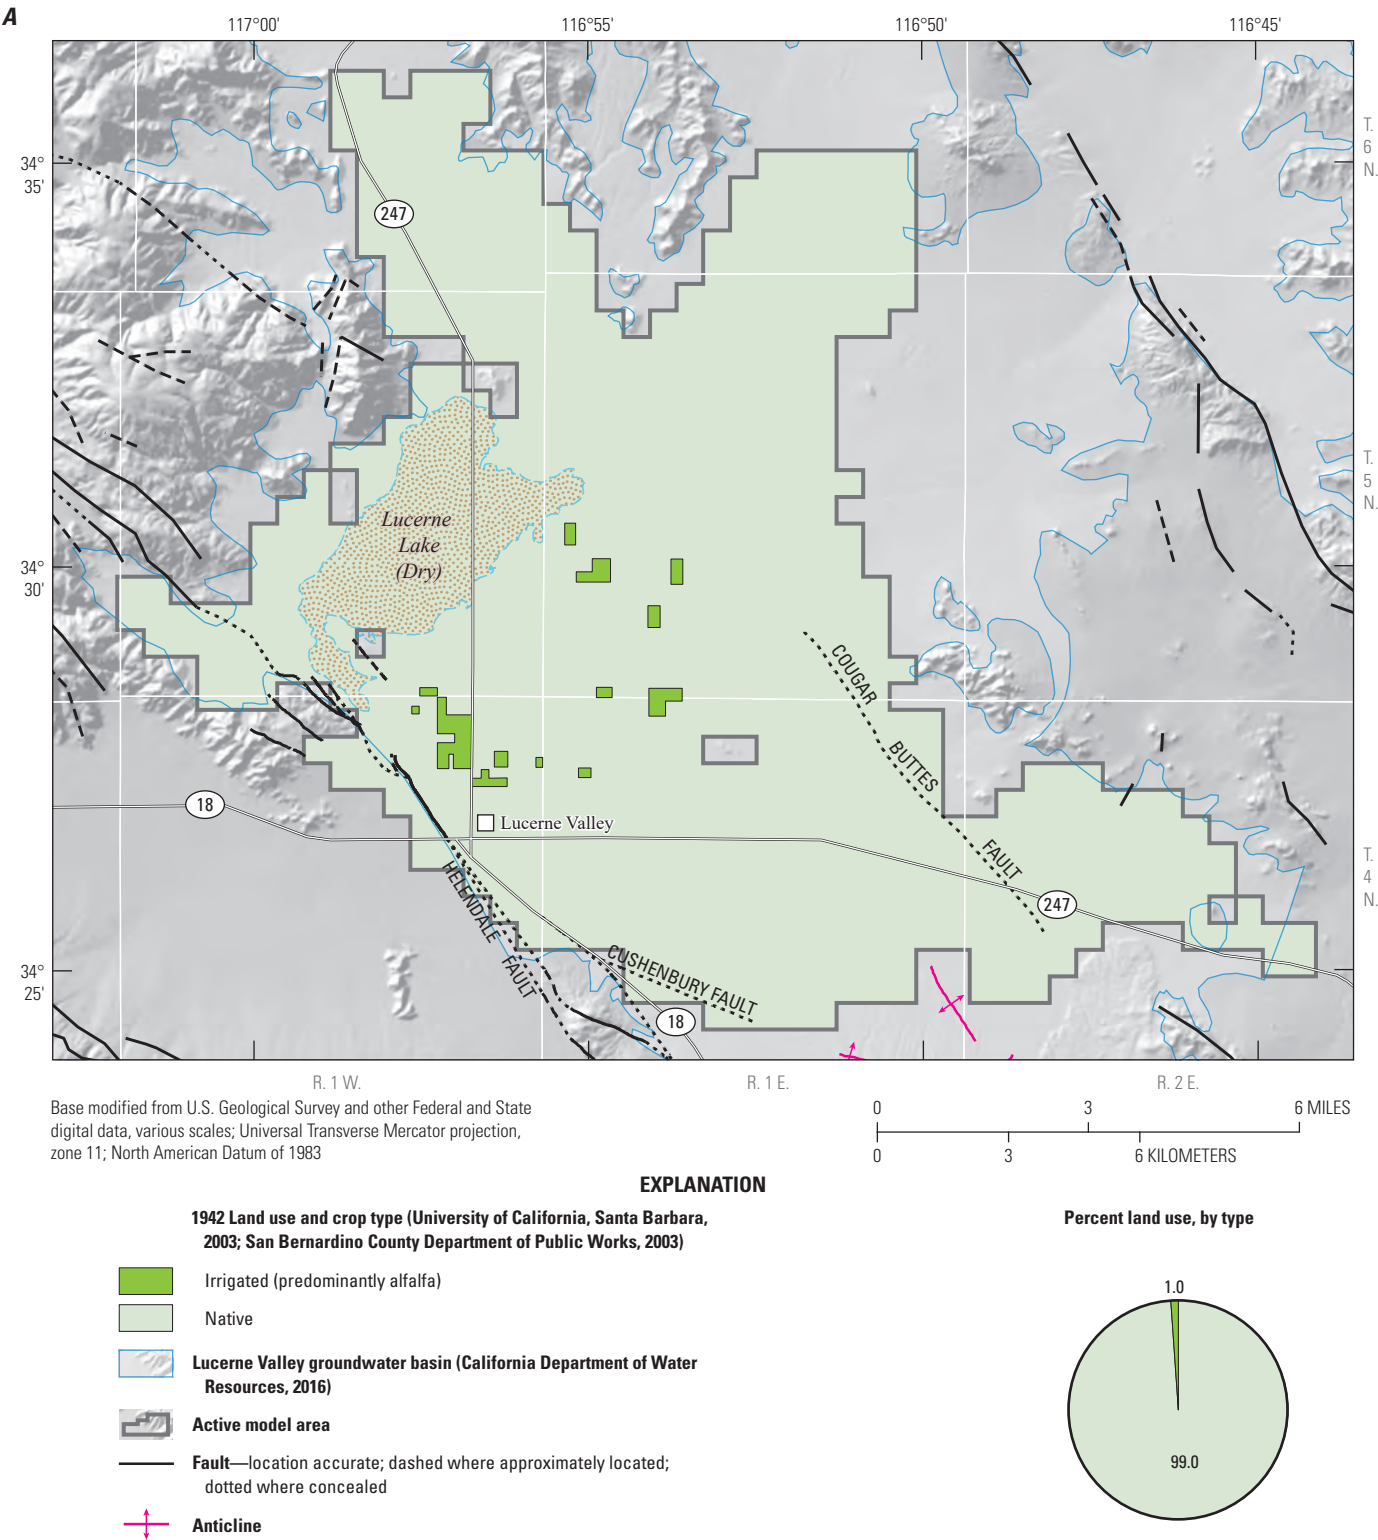 A
117°00'
116°55'
116°50'
116°45'
34°
35'
34°
30'
34°
25'
T.
6
N.
T.
5
N.
T.
4
N.
247
Lucerne
Lake
(Dry)
COUGAR
BUTTES
FAULT
18
Lucerne Valley
HELENDALE
FAULT
247
CUSHENBURY FAULT
18
R. 1 W.
R. 1 E.
R. 2 E.
Base modified from U.S. Geological Survey and other Federal and State
digital data, various scales; Universal Transverse Mercator projection,
zone 11; North American Datum of 1983
0 3 6 MILES
0 3 6 KILOMETERS
EXPLANATION
1942 Land use and crop type (University of California, Santa Barbara,
2003; San Bernardino County Department of Public Works, 2003)
Irrigated (predominantly alfalfa)
Native
Lucerne Valley groundwater basin (California Department of Water
Resources, 2016)
Active model area
Fault—location accurate; dashed where approximately located;
dotted where concealed
Anticline
Percent land use, by type
1.0
99.0